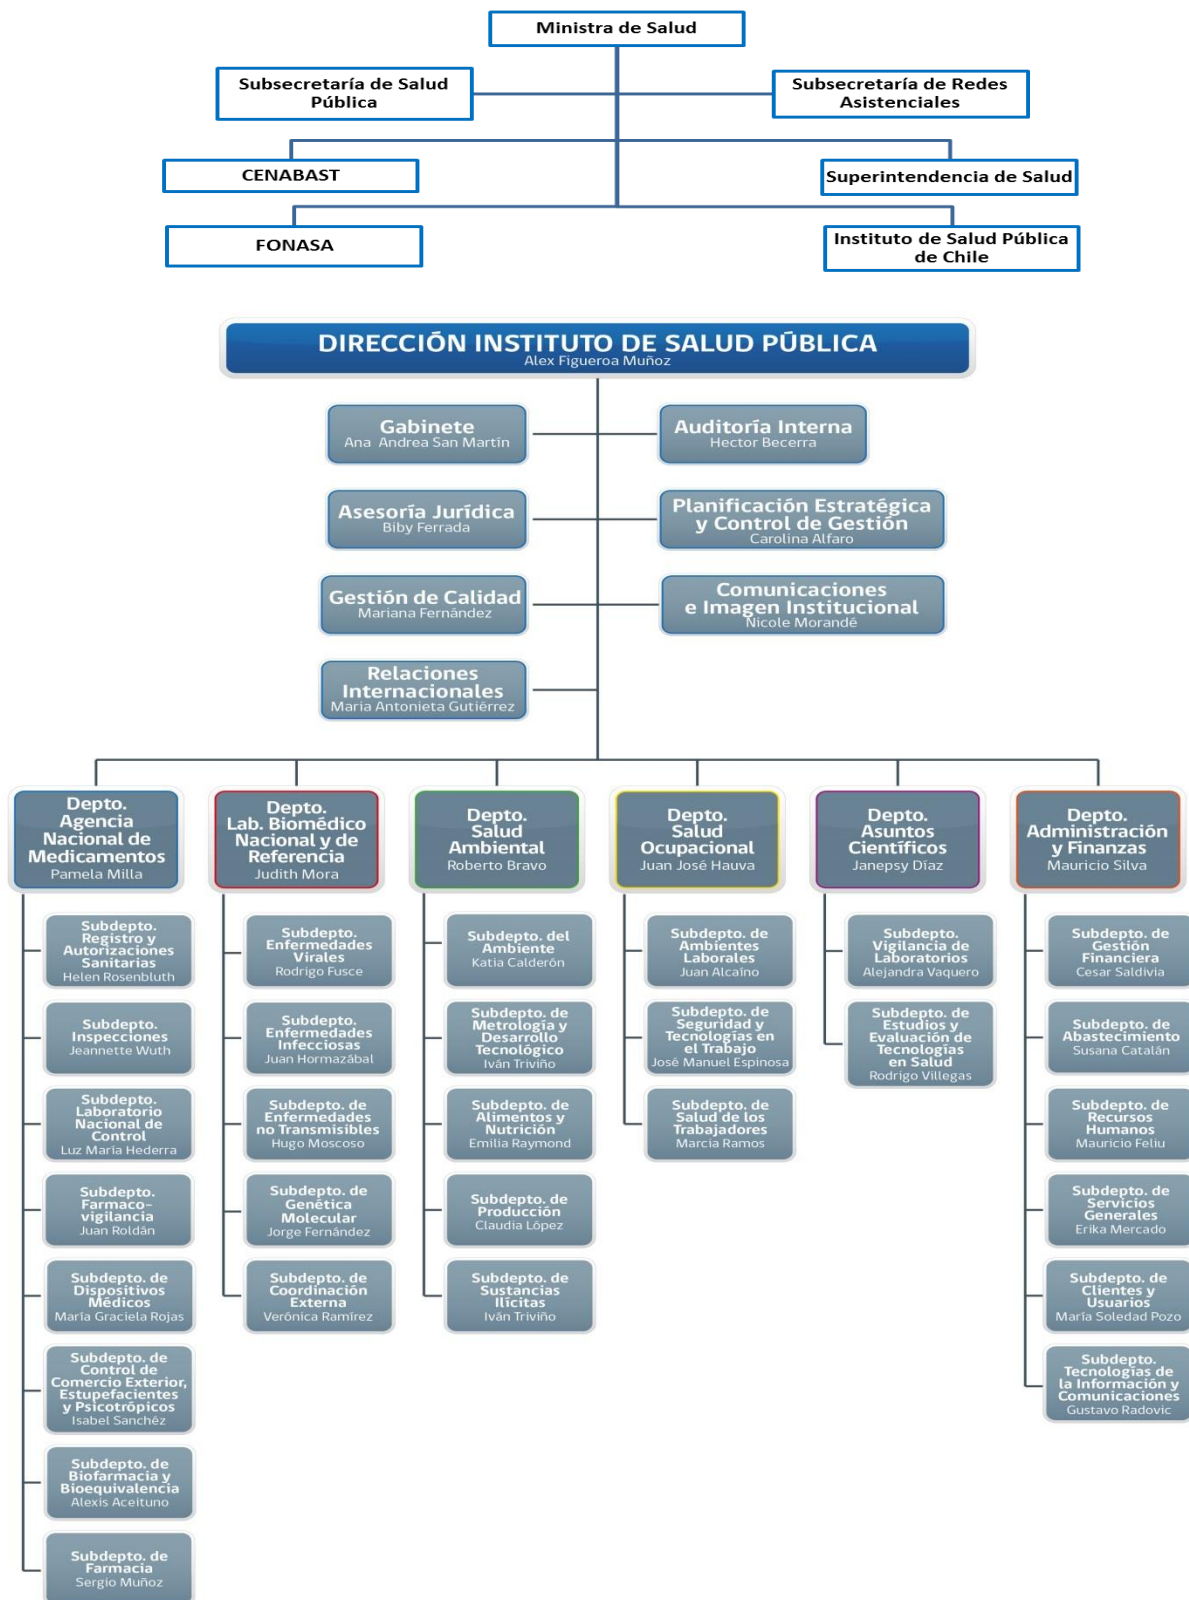 Ministra de Salud
Subsecretaría de Salud
Pública
Subsecretaría de Redes
Asistenciales
CENABAST
Superintendencia de Salud
FONASA
Instituto de Salud Pública
de Chile
DIRECCIÓN INSTITUTO DE SALUD PÚBLICA
Alex Figueroa Muñoz
Gabinete
Ana Andrea San Martín
Auditoría Interna
Hector Becerra
Asesoría Jurídica
Biby Ferrada
Planificación Estratégica
y Control de Gestión
Carolina Alfaro
Gestión de Calidad
Mariana Fernández
Comunicaciones
e Imagen Institucional
Nicole Morandé
Relaciones
Internacionales
Maria Antonieta Gutiérrez
Depto.
Agencia
Nacional de
Medicamentos
Pamela Milla
Depto.
Lab. Biomédico
Nacional y de
Referencia
Judith Mora
Depto.
Salud
Ambiental
Roberto Bravo
Depto.
Salud
Ocupacional
Juan José Hauva
Depto.
Asuntos
Científicos
Janepsy Díaz
Depto.
Administración
y Finanzas
Mauricio Silva
Subdepto.
Registro y
Autorizaciones
Sanitarias
Helen Rosenbluth
Subdepto.
Inspecciones
Jeannette Wuth
Subdepto.
Laboratorio
Nacional de
Control
Luz María Hederra
Subdepto.
Farmaco-
vigilancia
Juan Roldán
Subdepto. de
Dispositivos
Médicos
María Graciela Rojas
Subdepto. de
Control de
Comercio Exterior,
Estupefacientes
y Psicotrópicos
Isabel Sanchéz
Subdepto. de
Biofarmacia y
Bioequivalencia
Alexis Aceituno
Subdepto. de
Farmacia
Sergio Muñoz
Subdepto.
Enfermedades
Virales
Rodrigo Fusce
Subdepto.
Enfermedades
Infecciosas
Juan Hormazábal
Subdepto. de
Enfermedades
no Transmisibles
Hugo Moscoso
Subdepto. de
Genética
Molecular
Jorge Fernández
Subdepto. de
Coordinación
Externa
Verónica Ramírez
Subdepto. del
Ambiente
Katia Calderón
Subdepto. de
Metrología y
Desarrollo
Tecnológico
Iván Triviño
Subdepto. de
Alimentos y
Nutrición
Emilia Raymond
Subdepto. de
Producción
Claudia López
Subdepto. de
Sustancias
Ilícitas
Iván Triviño
Subdepto. de
Ambientes
Laborales
Juan Alcaíno
Subdepto. de
Seguridad y
Tecnologías en
el Trabajo
José Manuel Espinosa
Subdepto. de
Salud de los
Trabajadores
Marcia Ramos
Subdepto.
Vigilancia de
Laboratorios
Alejandra Vaquero
Subdepto. de
Estudios y
Evaluación de
Tecnologías
en Salud
Rodrigo Villegas
Subdepto. de
Gestión
Financiera
Cesar Saldivia
Subdepto. de
Abastecimiento
Susana Catalán
Subdepto. de
Recursos
Humanos
Mauricio Feliu
Subdepto. de
Servicios
Generales
Erika Mercado
Subdepto. de
Clientes y
Usuarios
María Soledad Pozo
Subdepto.
Tecnologías de
la Información y
Comunicaciones
Gustavo Radovic